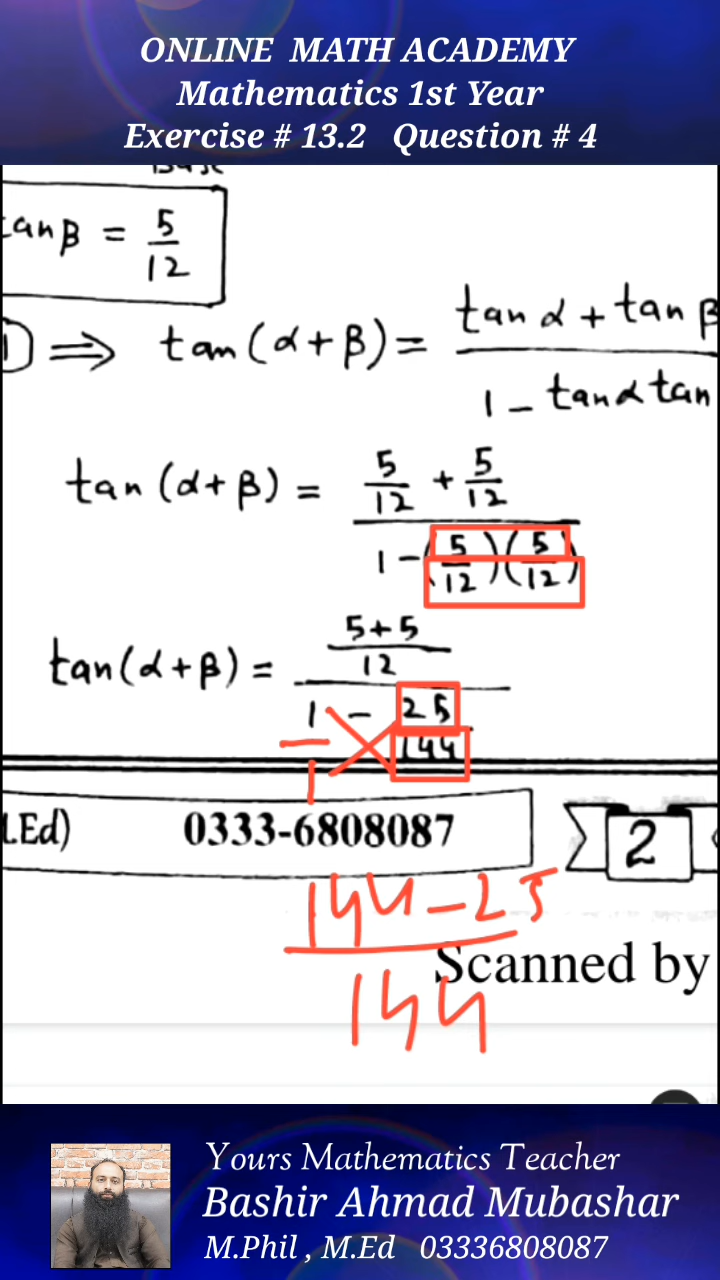 ONLINE MATH ACADEMY
Mathematics 1st Year
Exercise # 13.2 Question # 4
tanβ = 5/12
1) ⟹ tan(α+β) = (tanα + tanβ)/(1 - tanα tan
tan(α+β) = (5/12 + 5/12)/(1 - (5/12)(5/12))
tan(α+β) = ((5+5)/12)/(1 - 25/144)
1
.Ed) 0333-6808087 2
(144-25)/144
Scanned by
Yours Mathematics Teacher
Bashir Ahmad Mubashar
M.Phil , M.Ed 03336808087